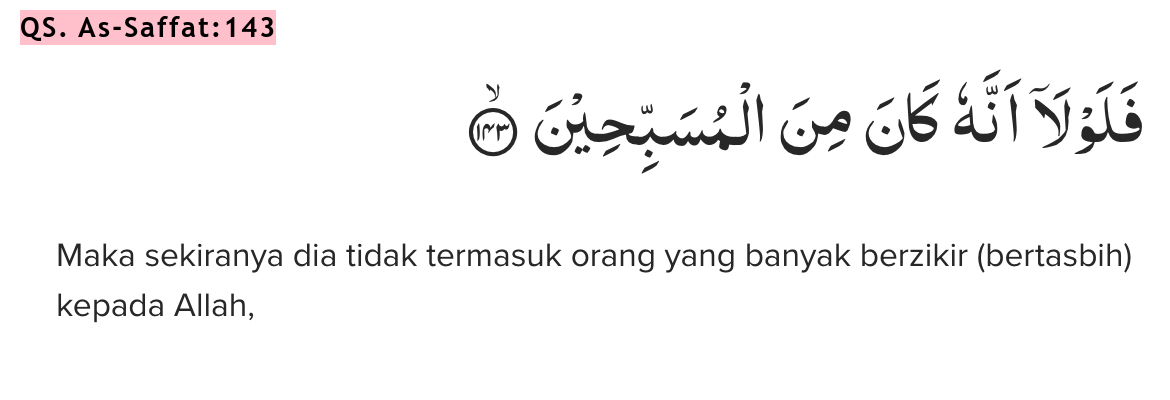 QS. As-Saffat:143
فَلَوْلَآ اَنَّهٗ كَانَ مِنَ الْمُسَبِّحِيْنَ ۙ ١٤٣
Maka sekiranya dia tidak termasuk orang yang banyak berzikir (bertasbih)
kepada Allah,